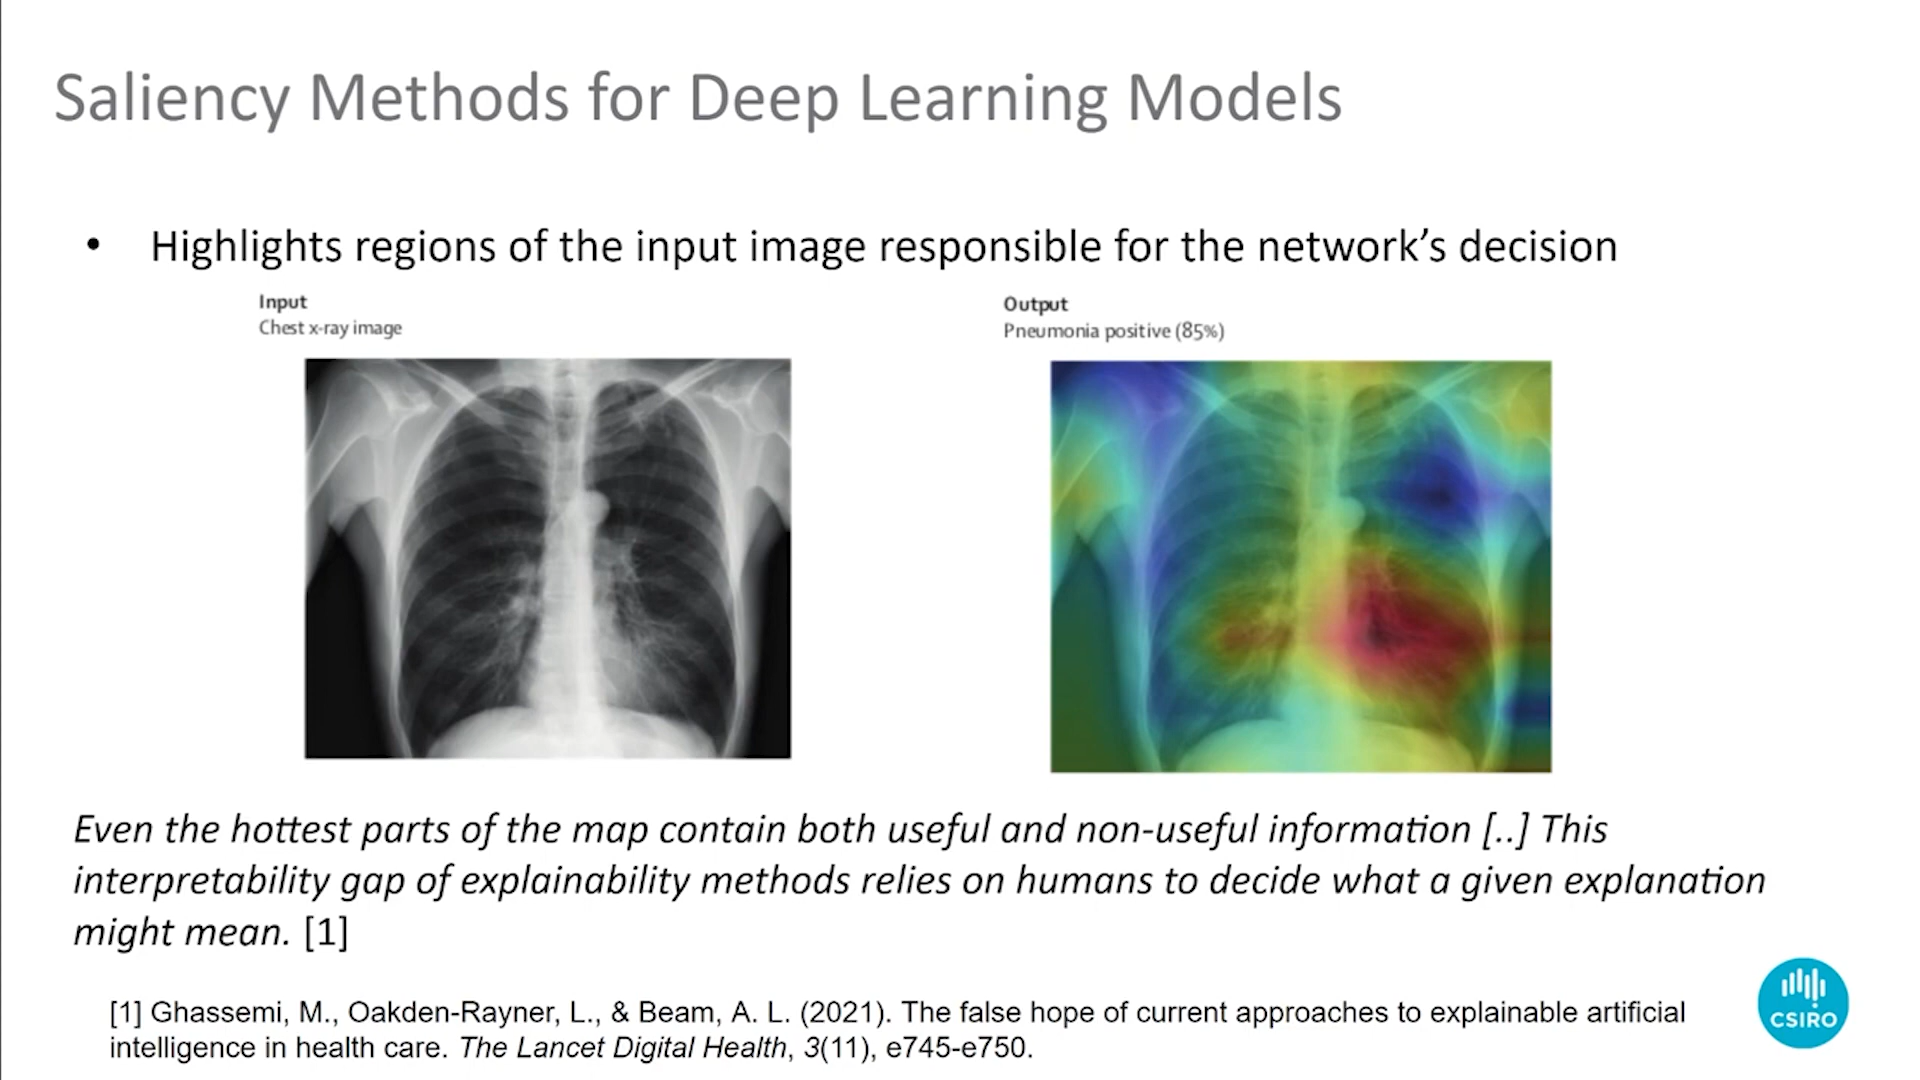 Saliency Methods for Deep Learning Models
• Highlights regions of the input image responsible for the network’s decision
Input
Chest x-ray image
Output
Pneumonia positive (85%)
Even the hottest parts of the map contain both useful and non-useful information [..] This
interpretability gap of explainability methods relies on humans to decide what a given explanation
might mean. [1]
[1] Ghassemi, M., Oakden-Rayner, L., & Beam, A. L. (2021). The false hope of current approaches to explainable artificial
intelligence in health care. The Lancet Digital Health, 3(11), e745-e750.
CSIRO